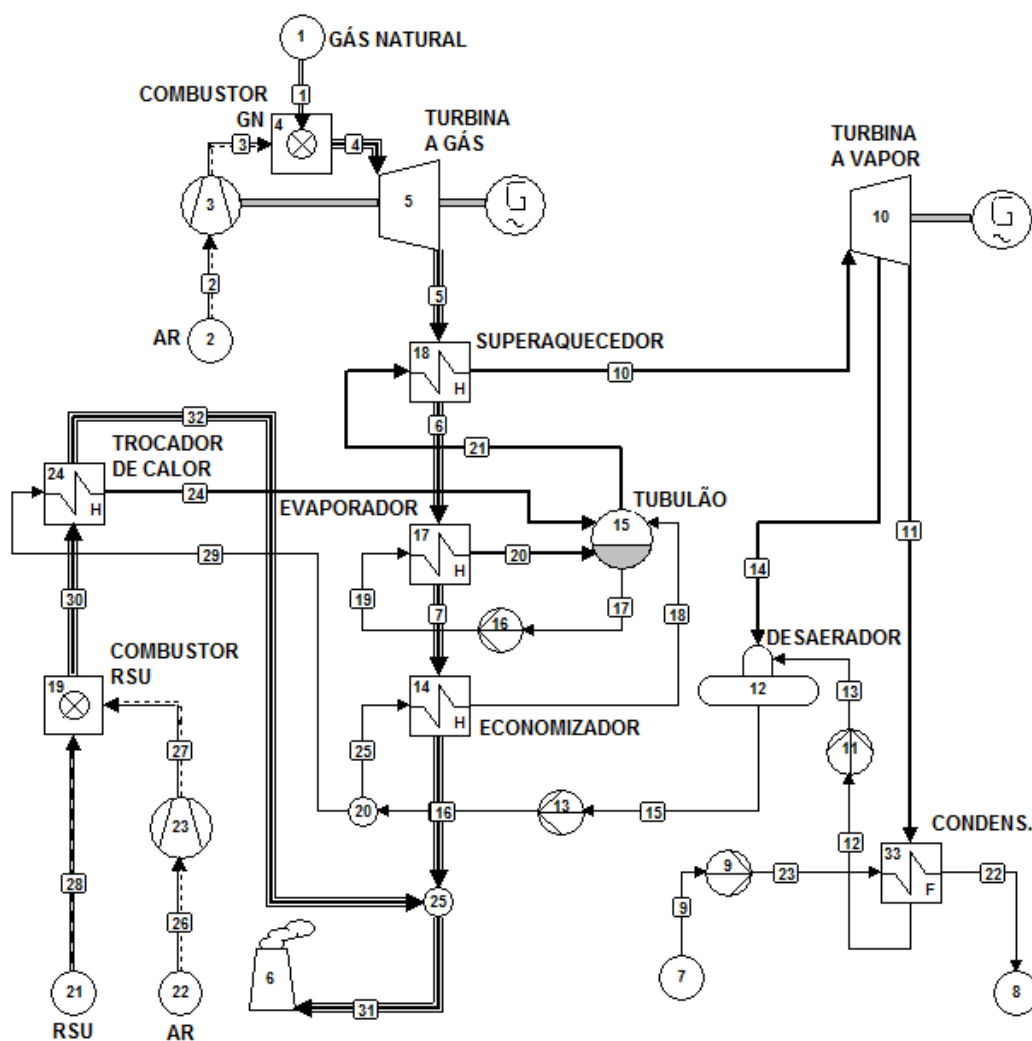 1
GÁS NATURAL
1
COMBUSTOR
GN
4
3
4
TURBINA
A GÁS
TURBINA
A VAPOR
3
5
G
~
10
G
~
2
AR
2
5
SUPERAQUECEDOR
18
H
10
32
6
21
TROCADOR
DE CALOR
24
H
24
EVAPORADOR
TUBULÃO
15
17
H
20
11
29
14
30
19
7
16
17
18
DESAERADOR
COMBUSTOR
RSU
19
14
H
12
13
ECONOMIZADOR
27
25
11
20
16
13
15
23
12
CONDENS.
33
F
28
9
23
22
25
26
9
6
21
22
7
8
31
RSU
AR